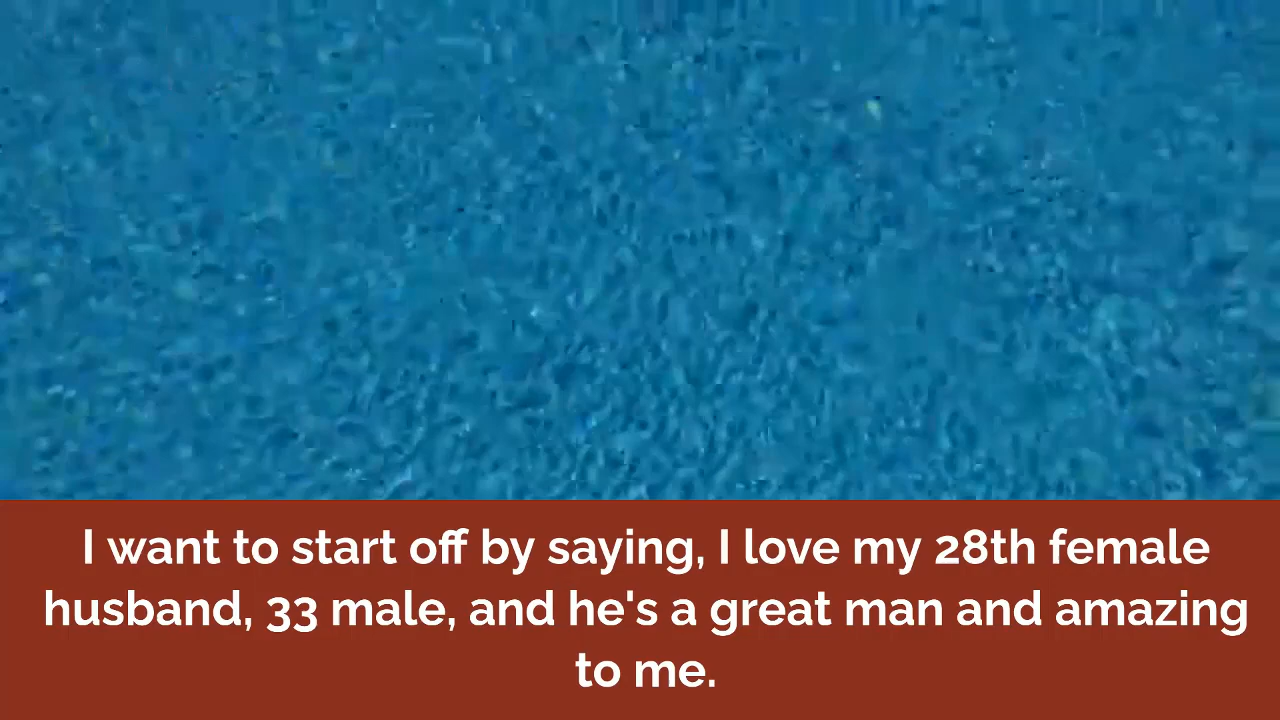 I want to start off by saying, I love my 28th female
husband, 33 male, and he's a great man and amazing
to me.